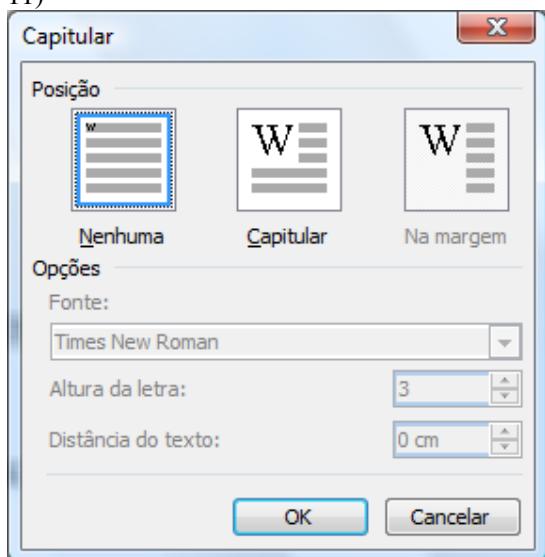 11)
Capitular
Posição
W W W
Nenhuma Capitular Na margem
Opções
Fonte:
Times New Roman
Altura da letra: 3
Distância do texto: 0 cm
OK Cancelar